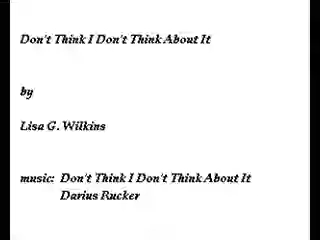 Don't Think I Don't Think About It
by
Lisa G. Wilkins
music: Don't Think I Don't Think About It
Darius Rucker